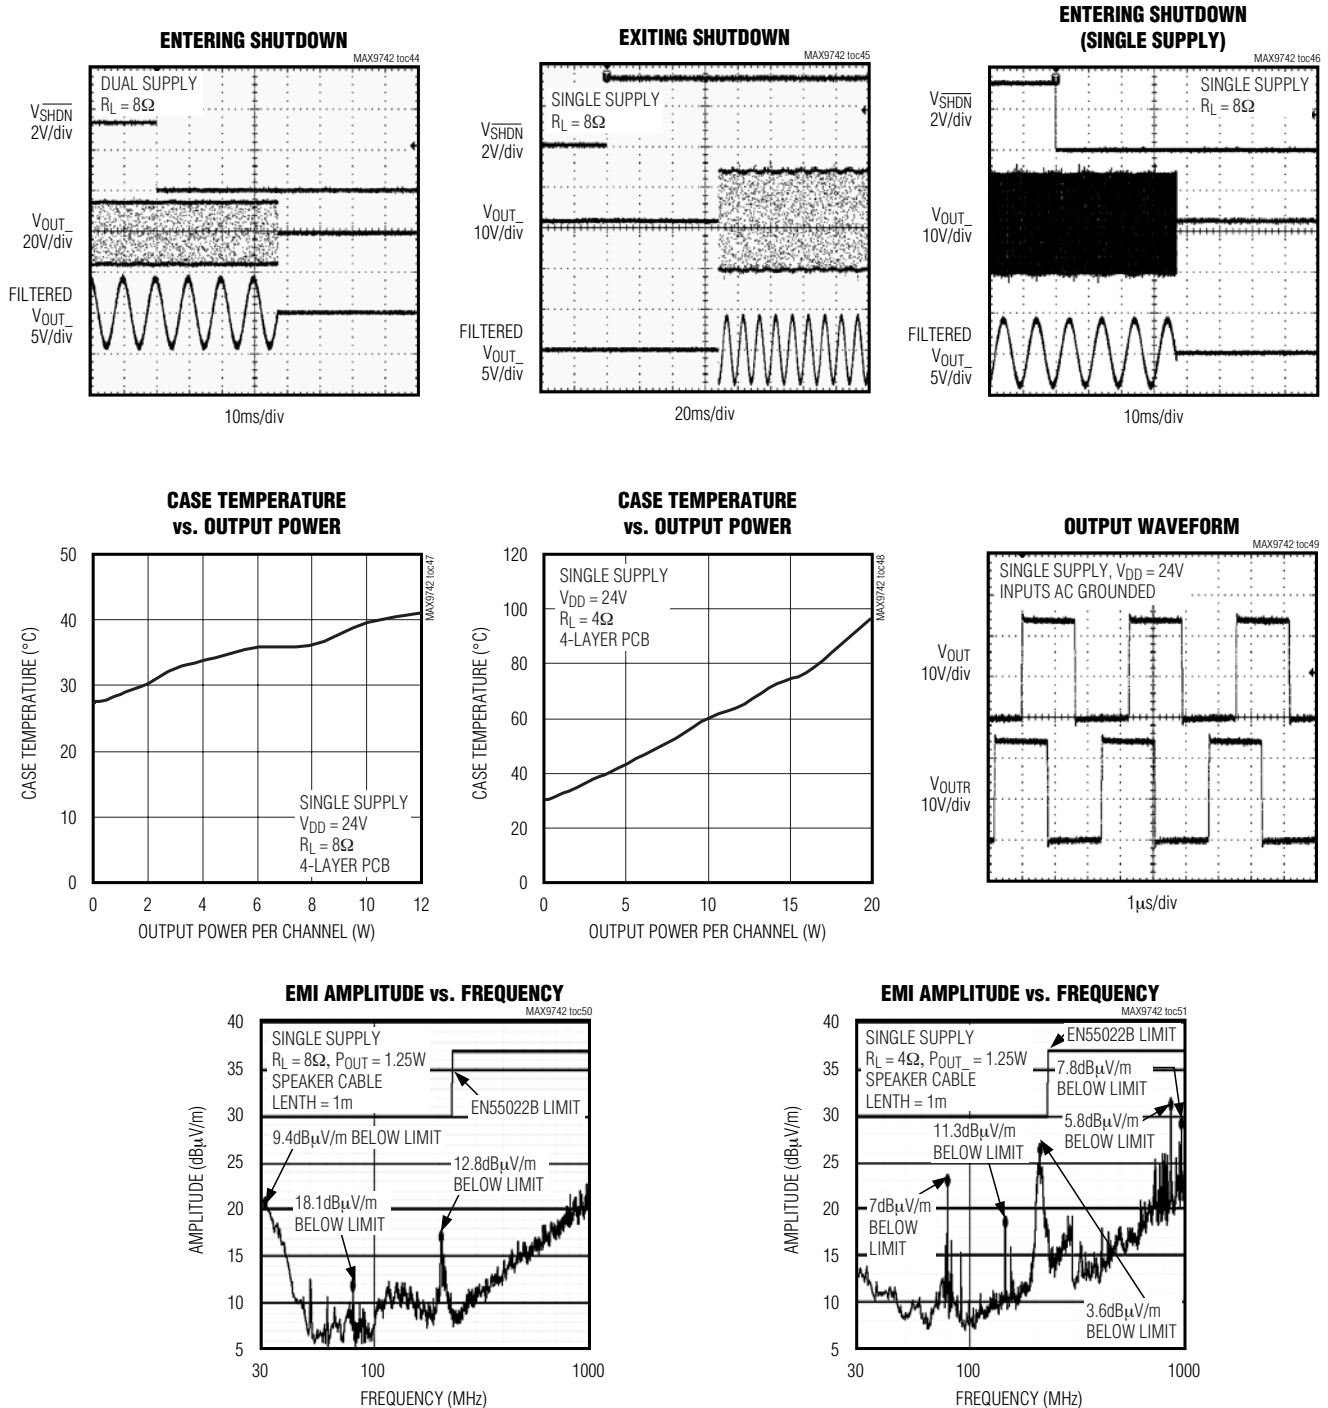 ENTERING SHUTDOWN
MAX9742 toc44
DUAL SUPPLY
RL = 8Ω
VSHDN
2V/div
VOUT_
20V/div
FILTERED
VOUT_
5V/div
10ms/div
EXITING SHUTDOWN
MAX9742 toc45
SINGLE SUPPLY
RL = 8Ω
VSHDN
2V/div
VOUT_
10V/div
FILTERED
VOUT_
5V/div
20ms/div
ENTERING SHUTDOWN
(SINGLE SUPPLY)
MAX9742 toc46
SINGLE SUPPLY
RL = 8Ω
VSHDN
2V/div
VOUT_
10V/div
FILTERED
VOUT_
5V/div
10ms/div
CASE TEMPERATURE
vs. OUTPUT POWER
MAX9742 toc47
CASE TEMPERATURE (°C)
50
40
30
20
10
0
SINGLE SUPPLY
VDD = 24V
RL = 8Ω
4-LAYER PCB
0 2 4 6 8 10 12
OUTPUT POWER PER CHANNEL (W)
CASE TEMPERATURE
vs. OUTPUT POWER
MAX9742 toc48
CASE TEMPERATURE (°C)
120
100
80
60
40
20
0
SINGLE SUPPLY
VDD = 24V
RL = 4Ω
4-LAYER PCB
0 5 10 15 20
OUTPUT POWER PER CHANNEL (W)
OUTPUT WAVEFORM
MAX9742 toc49
SINGLE SUPPLY, VDD = 24V
INPUTS AC GROUNDED
VOUT
10V/div
VOUTR
10V/div
1µs/div
EMI AMPLITUDE vs. FREQUENCY
MAX9742 toc50
AMPLITUDE (dBµV/m)
40
35
30
25
20
15
10
5
SINGLE SUPPLY
RL = 8Ω, POUT = 1.25W
SPEAKER CABLE
LENTH = 1m
EN55022B LIMIT
9.4dBµV/m BELOW LIMIT
12.8dBµV/m
BELOW LIMIT
18.1dBµV/m
BELOW LIMIT
30 100 1000
FREQUENCY (MHz)
EMI AMPLITUDE vs. FREQUENCY
MAX9742 toc51
AMPLITUDE (dBµV/m)
40
35
30
25
20
15
10
5
SINGLE SUPPLY
RL = 4Ω, POUT_ = 1.25W
SPEAKER CABLE
LENTH = 1m
EN55022B LIMIT
7.8dBµV/m
BELOW LIMIT
5.8dBµV/m
BELOW LIMIT
11.3dBµV/m
BELOW LIMIT
7dBµV/m
BELOW
LIMIT
3.6dBµV/m
BELOW LIMIT
30 100 1000
FREQUENCY (MHz)